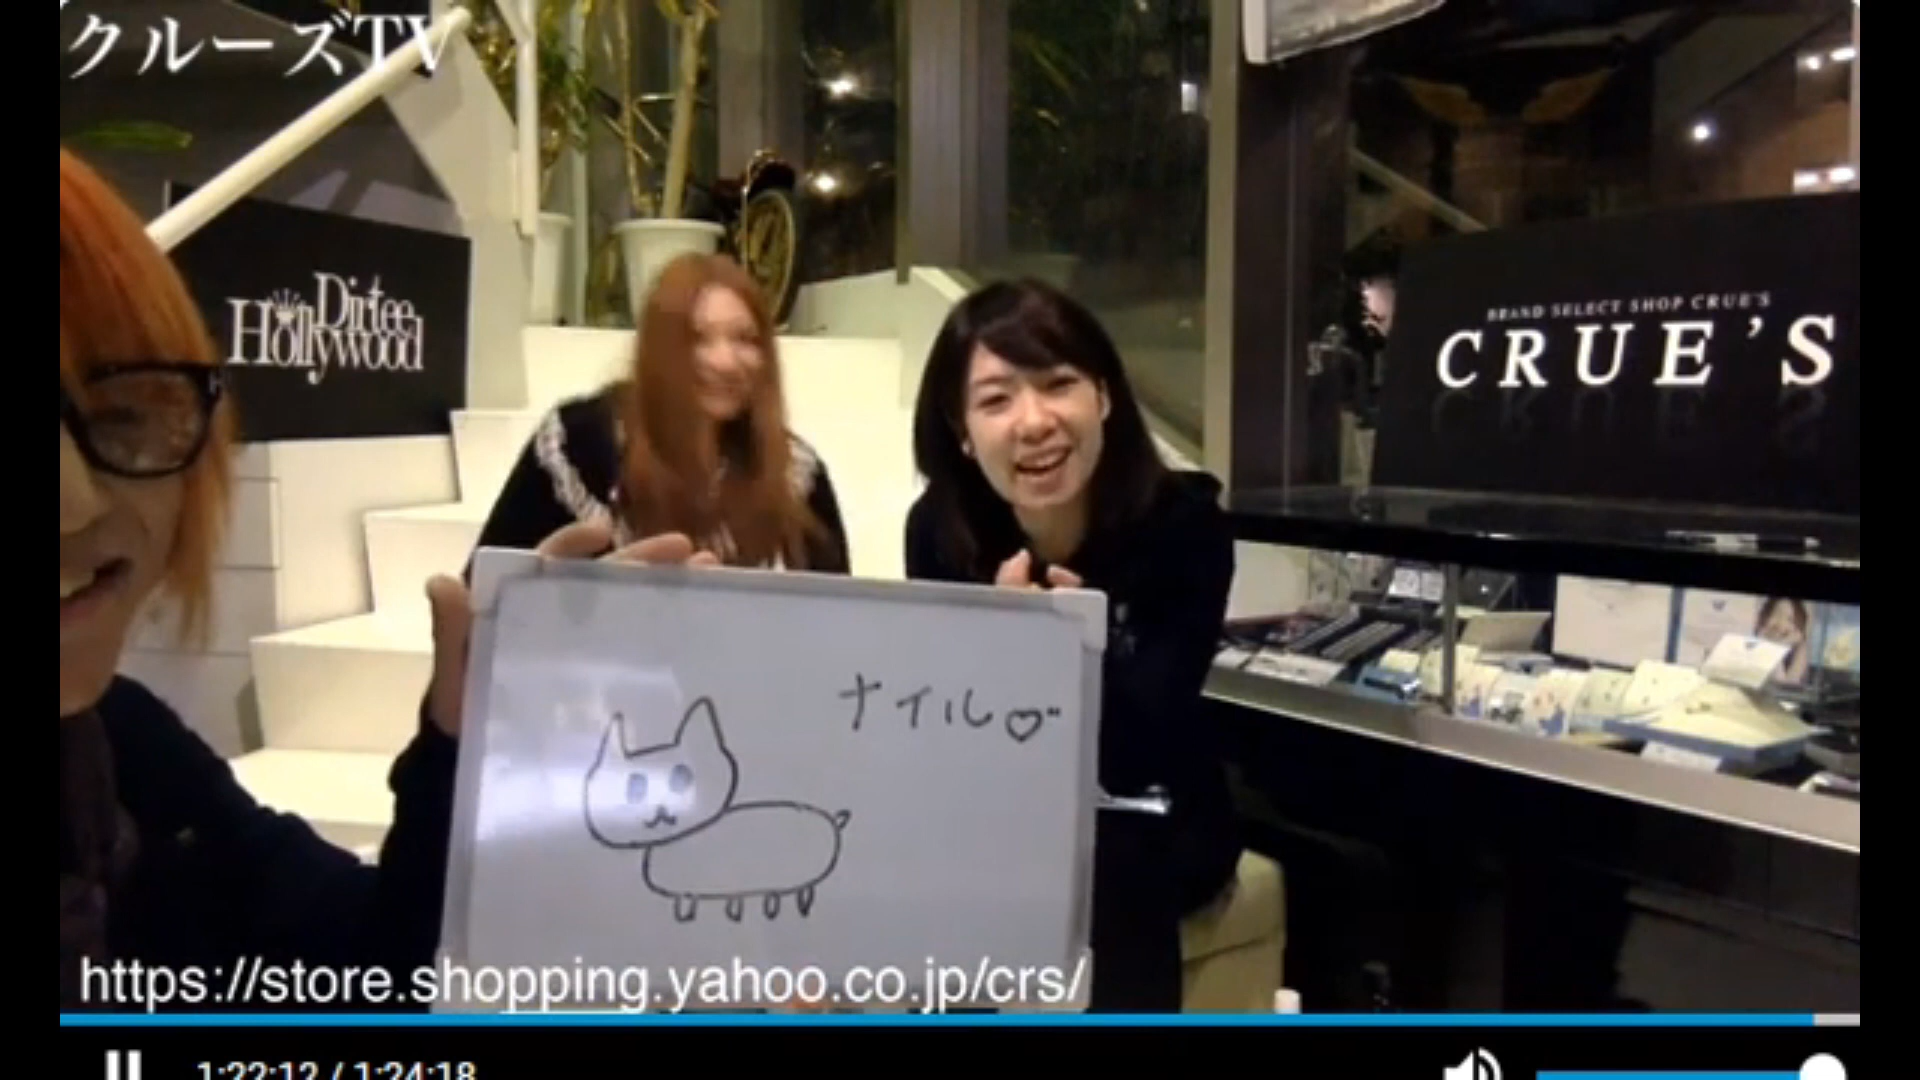 クルーズTV
Dirtee
Hollywood
BRAND SELECT SHOP CRUE'S
CRUE'S
ナイル♡"
https://store.shopping.yahoo.co.jp/crs/
1:22:12 / 1:24:18